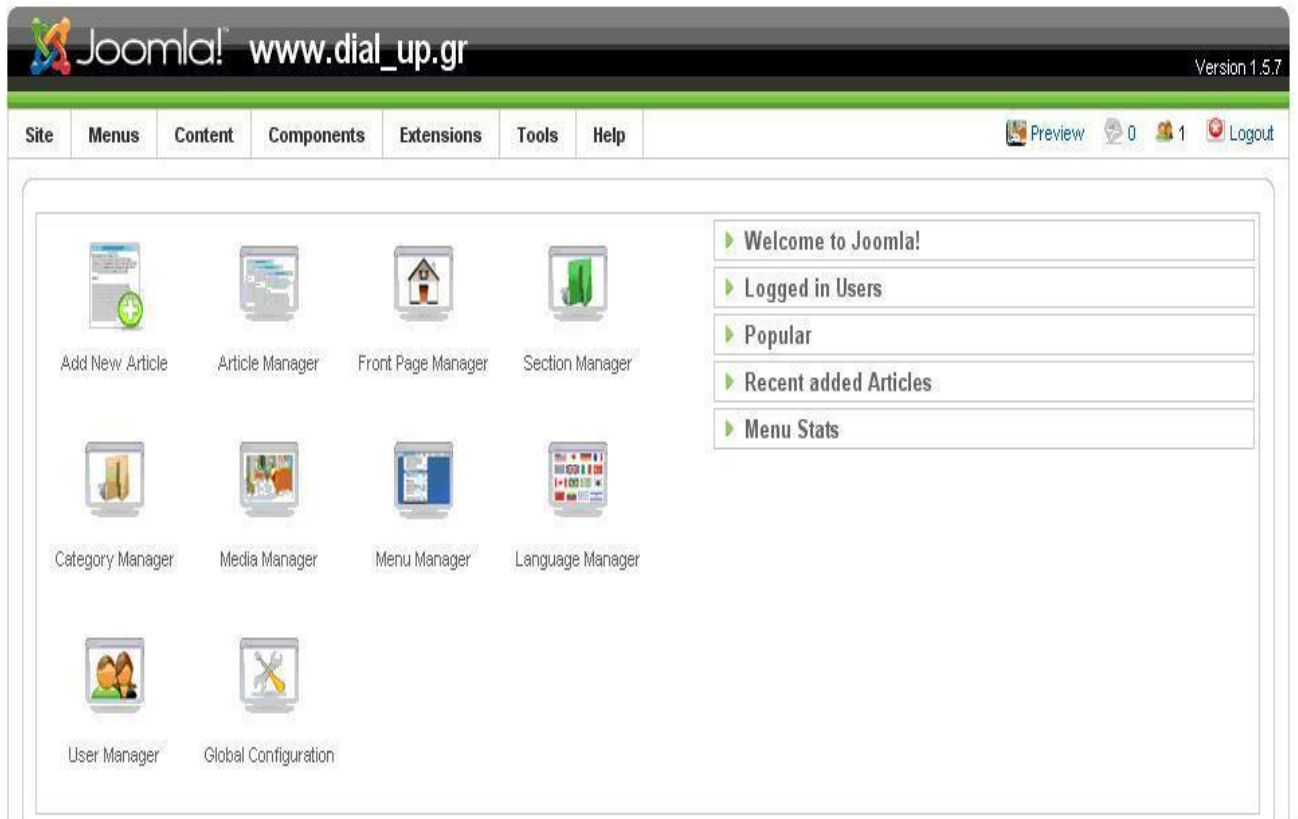 Joomla! www.dial_up.gr
Version 1.5.7
Site Menus Content Components Extensions Tools Help Preview 0 1 Logout
Add New Article Article Manager Front Page Manager Section Manager
Category Manager Media Manager Menu Manager Language Manager
User Manager Global Configuration
Welcome to Joomla!
Logged in Users
Popular
Recent added Articles
Menu Stats